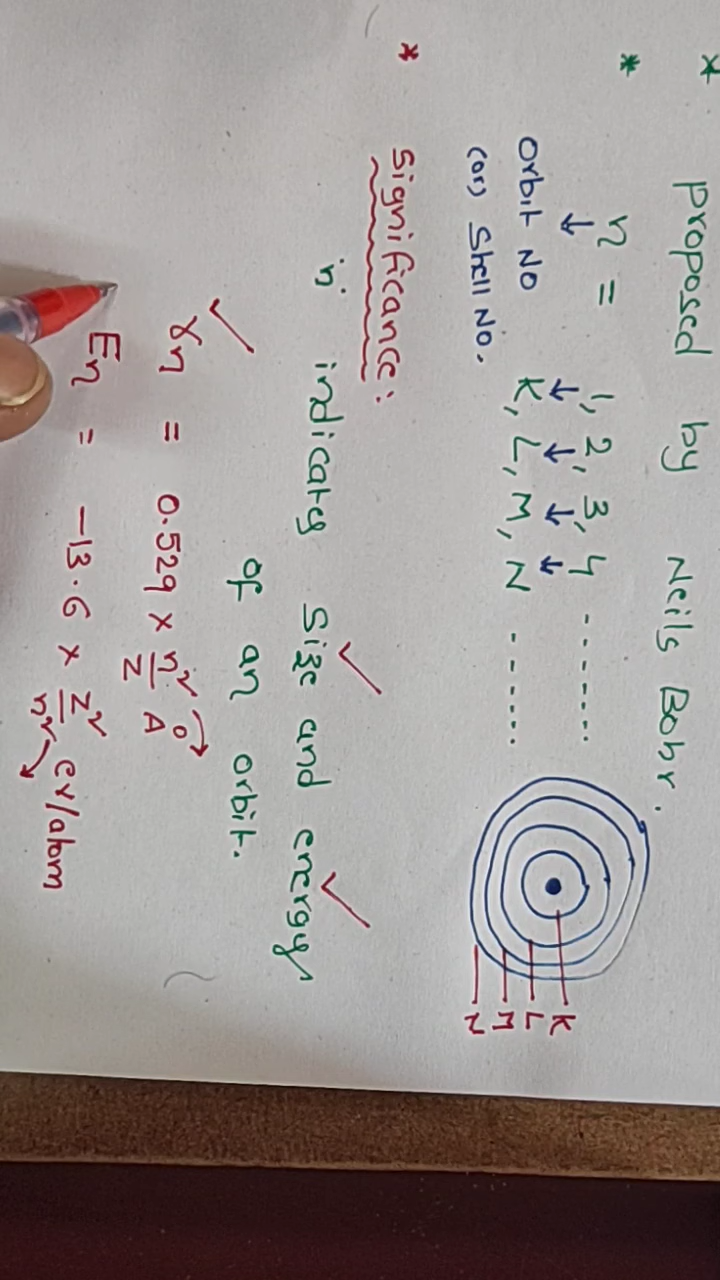 * Proposed by Neils Bohr.
* n = 1, 2, 3, 4 .......
↓ ↓ ↓ ↓ ↓
Orbit No K, L, M, N .......
(or) Shell No.
K
L
M
N
* Significance:
'n' indicates size and energy
of an orbit.
rn = 0.529 × n²/Z A°
En = -13.6 × Z²/n² ev/atom